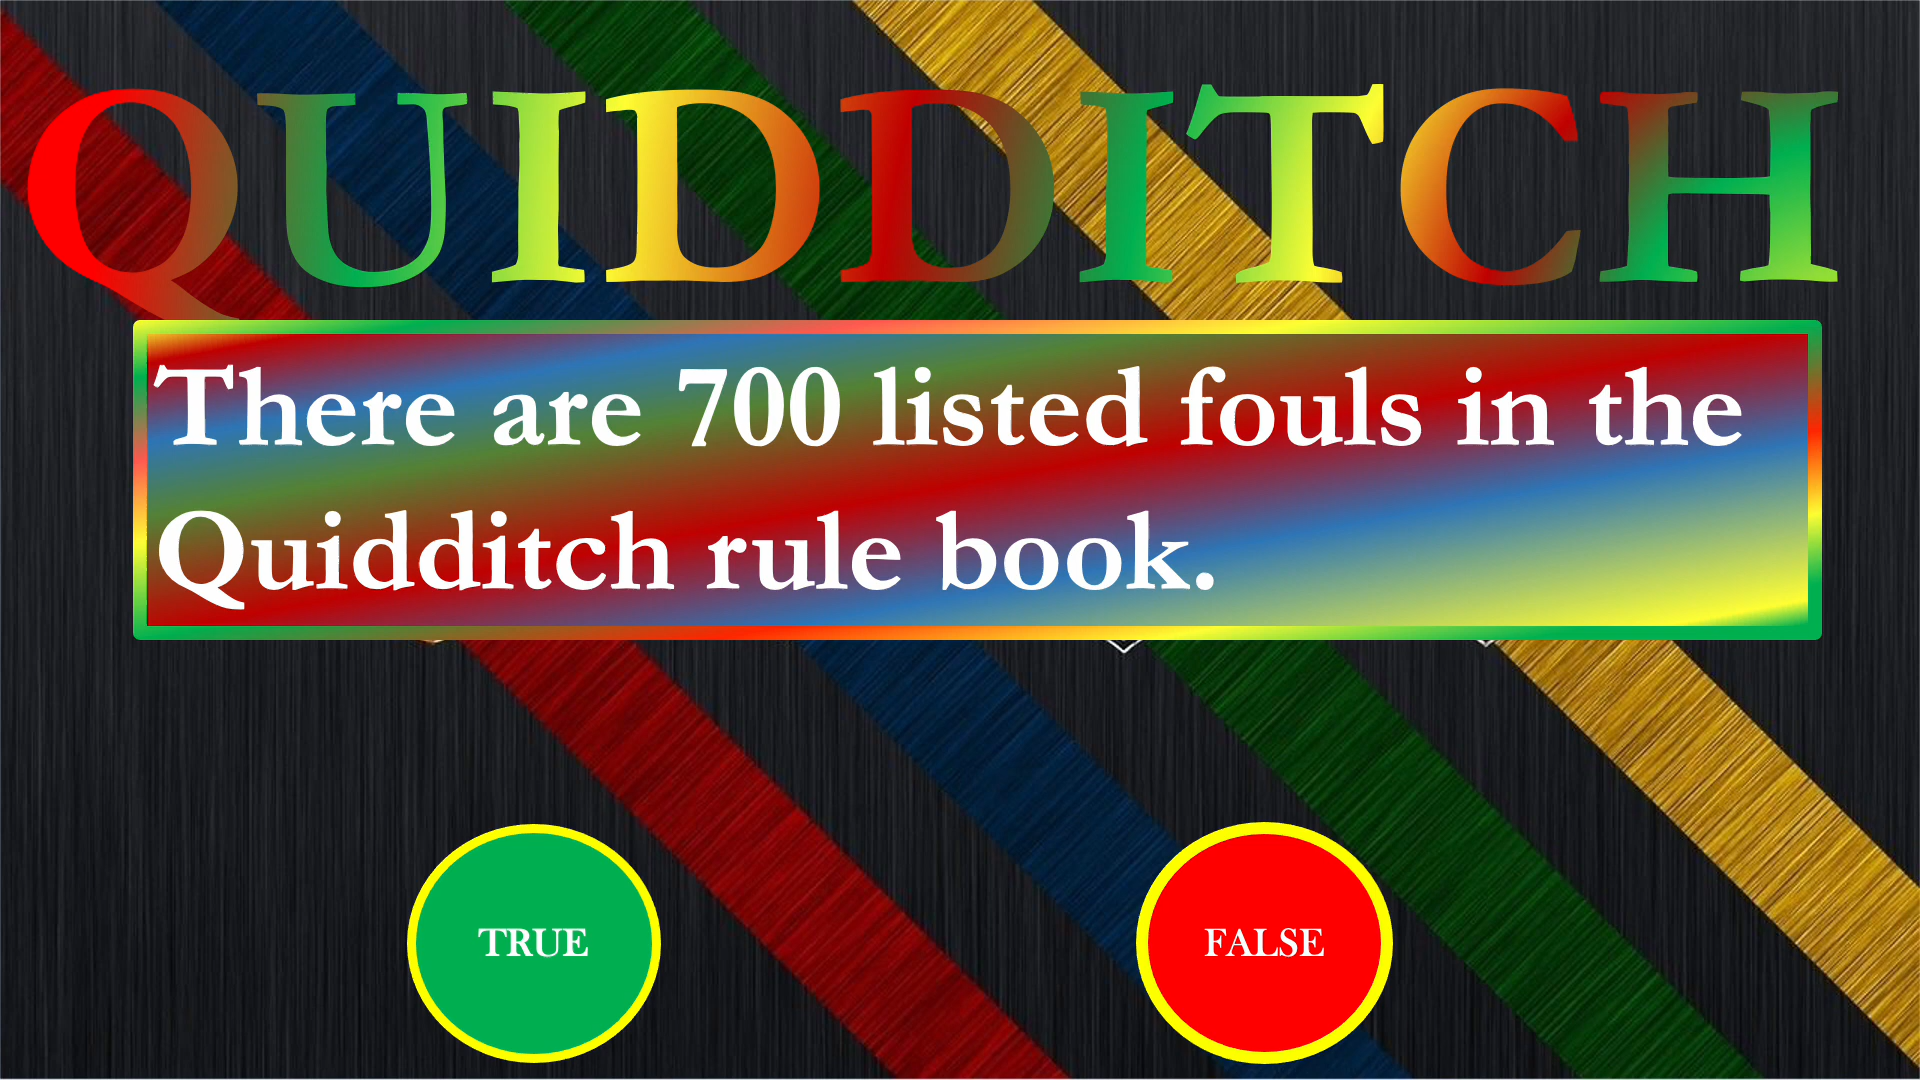 QUIDDITCH
There are 700 listed fouls in the
Quidditch rule book.
TRUE
FALSE